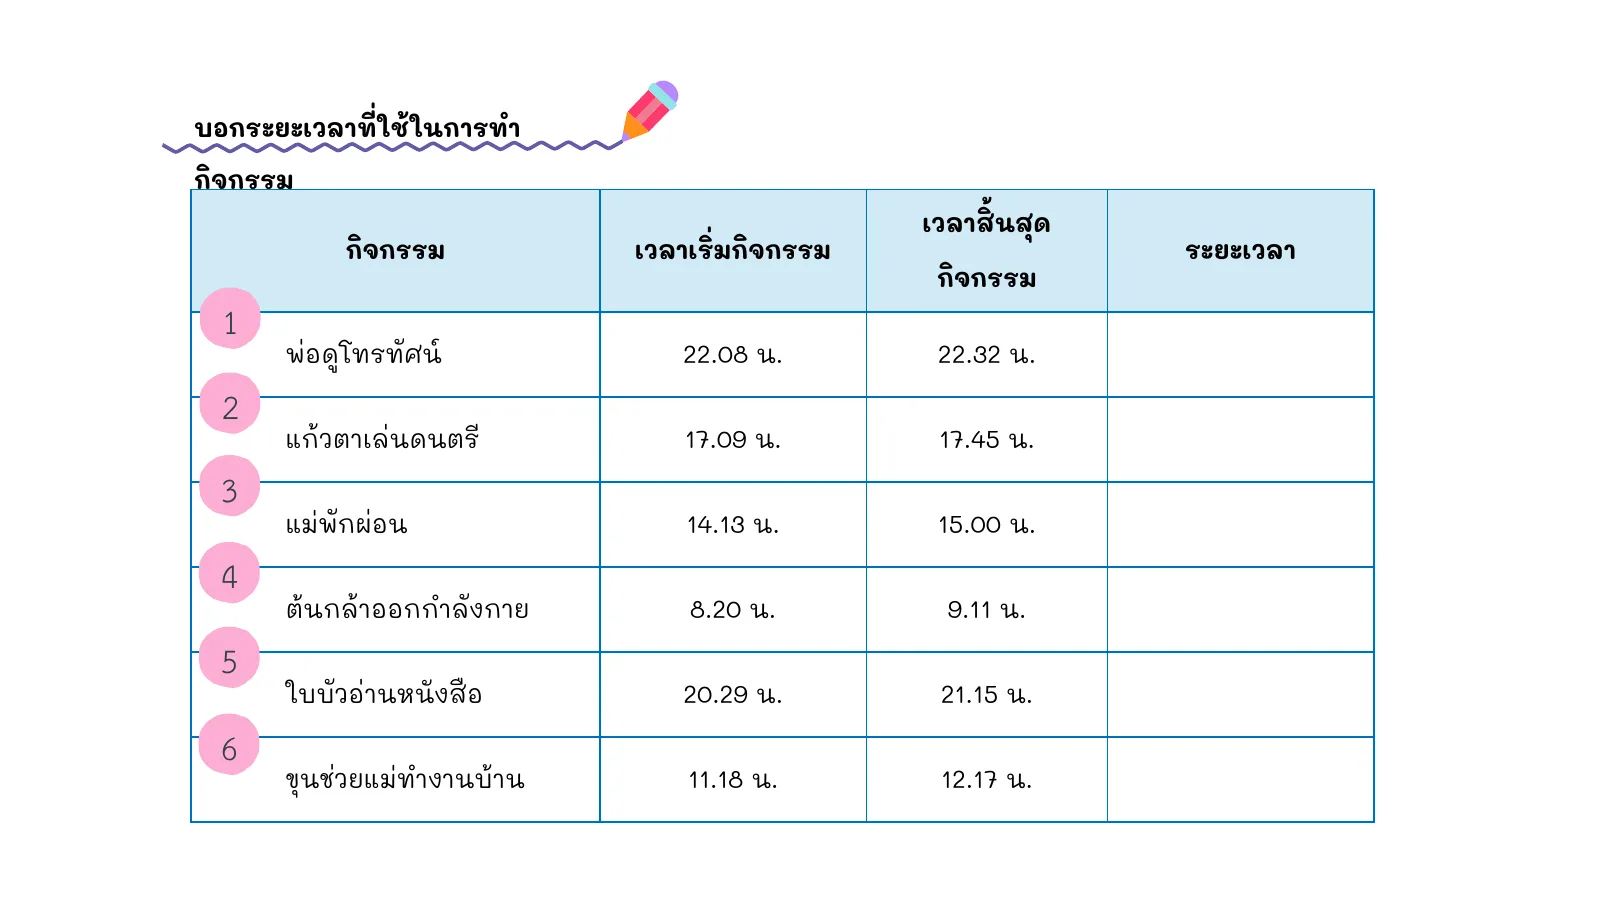 บอกระยะเวลาที่ใช้ในการทำ
กิจกรรม
กิจกรรม เวลาเริ่มกิจกรรม เวลาสิ้นสุด ระยะเวลา
กิจกรรม
1 พ่อดูโทรทัศน์ 22.08 น. 22.32 น.
2 แก้วตาเล่นดนตรี 17.09 น. 17.45 น.
3 แม่พักผ่อน 14.13 น. 15.00 น.
4 ต้นกล้าออกกำลังกาย 8.20 น. 9.11 น.
5 ใบบัวอ่านหนังสือ 20.29 น. 21.15 น.
6 ขุนช่วยแม่ทำงานบ้าน 11.18 น. 12.17 น.